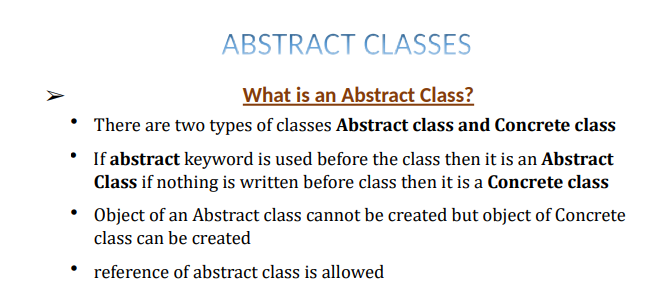 ABSTRACT CLASSES
➢ What is an Abstract Class?
• There are two types of classes Abstract class and Concrete class
• If abstract keyword is used before the class then it is an Abstract
Class if nothing is written before class then it is a Concrete class
• Object of an Abstract class cannot be created but object of Concrete
class can be created
• reference of abstract class is allowed